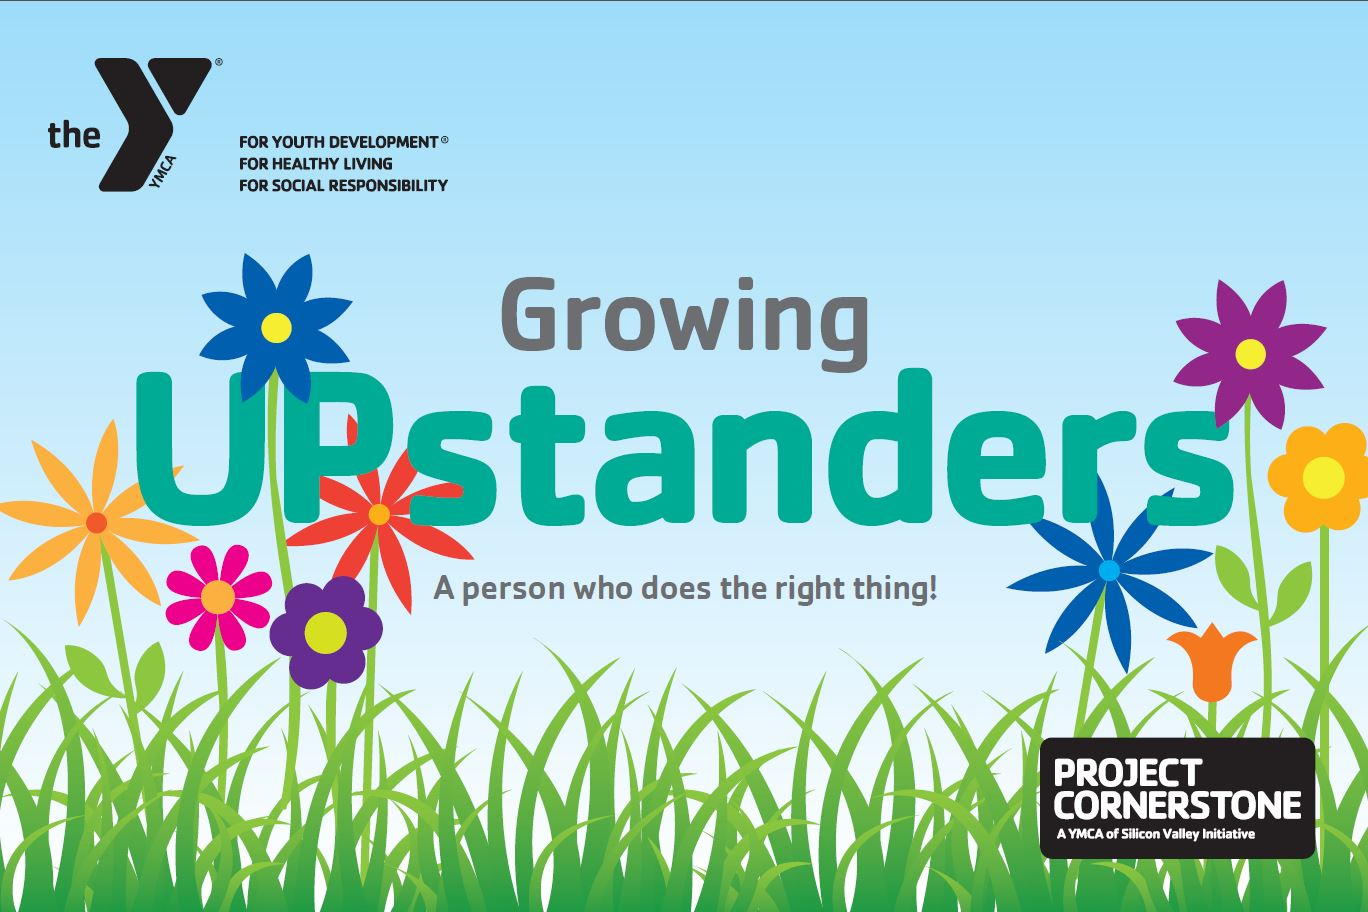 the
YMCA
®
FOR YOUTH DEVELOPMENT®
FOR HEALTHY LIVING
FOR SOCIAL RESPONSIBILITY
Growing
UPstanders
A person who does the right thing!
PROJECT
CORNERSTONE
A YMCA of Silicon Valley Initiative